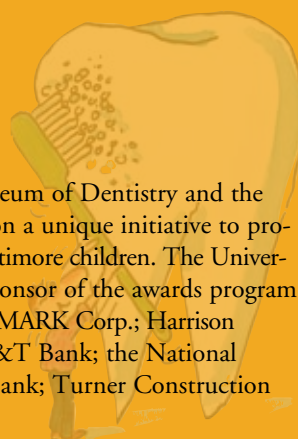 eum of Dentistry and the
on a unique initiative to pro-
timore children. The Univer-
onsor of the awards program
MARK Corp.; Harrison
&T Bank; the National
ank; Turner Construction